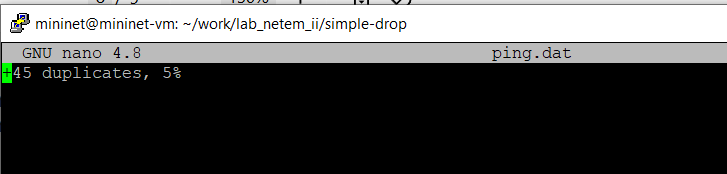 mininet@mininet-vm: ~/work/lab_netem_ii/simple-drop
GNU nano 4.8 ping.dat
+45 duplicates, 5%